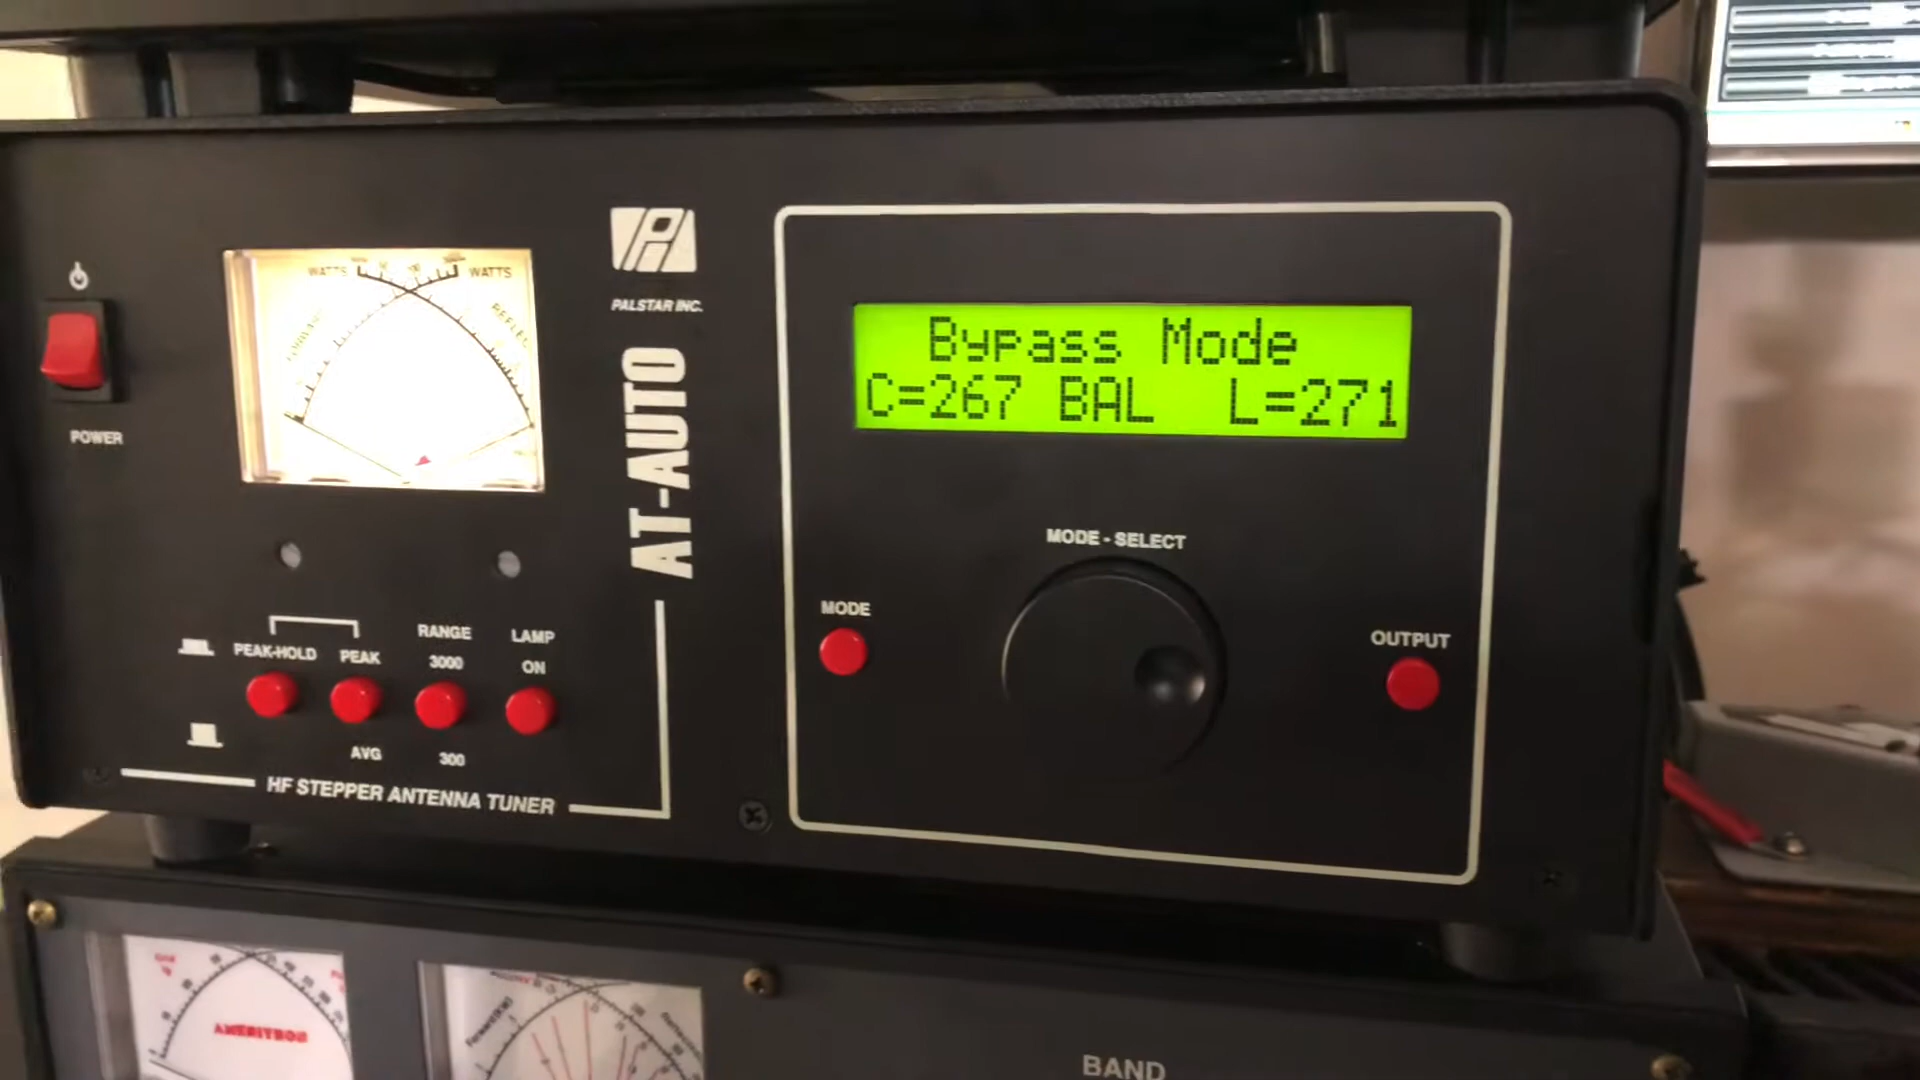 WATTS
WATTS
PALSTAR INC.
AT-AUTO
POWER
Bypass Mode
C=267 BAL L=271
MODE - SELECT
MODE
OUTPUT
RANGE
LAMP
PEAK-HOLD
PEAK
3000
ON
AVG
300
HF STEPPER ANTENNA TUNER
AMERITRON
BAND